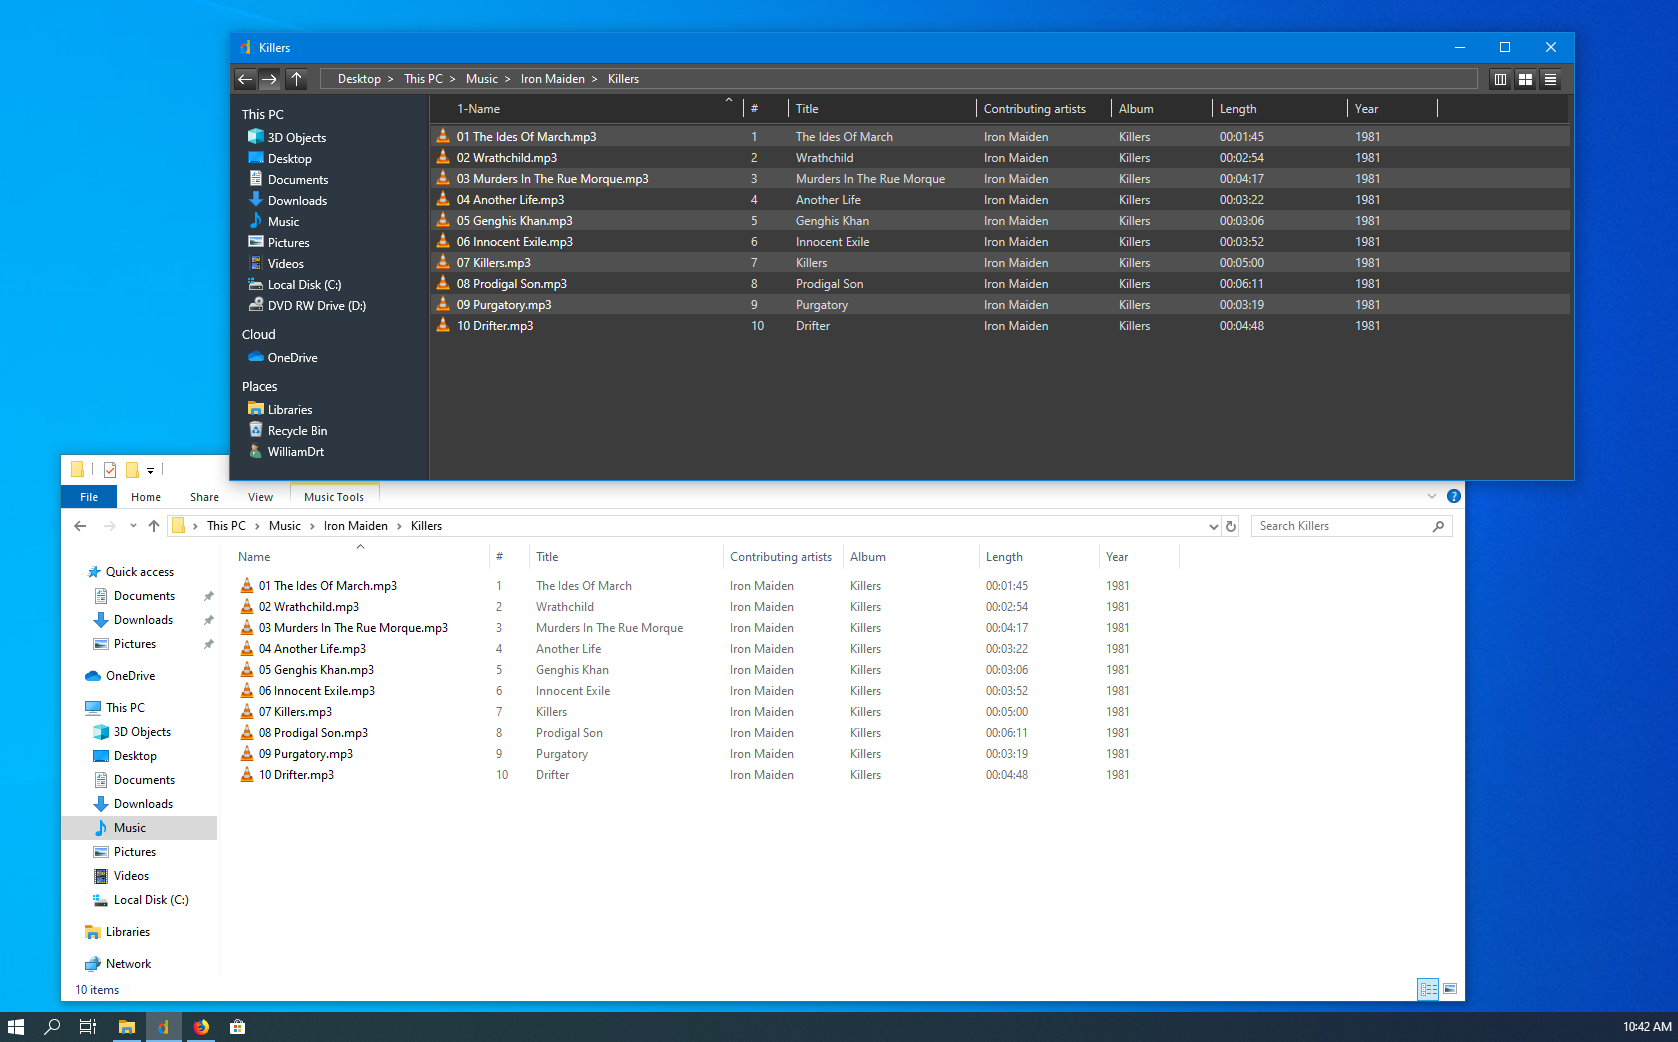 Killers
Desktop > This PC > Music > Iron Maiden > Killers
This PC
3D Objects
Desktop
Documents
Downloads
Music
Pictures
Videos
Local Disk (C:)
DVD RW Drive (D:)
Cloud
OneDrive
Places
Libraries
Recycle Bin
WilliamDrt
1-Name # Title Contributing artists Album Length Year
01 The Ides Of March.mp3 1 The Ides Of March Iron Maiden Killers 00:01:45 1981
02 Wrathchild.mp3 2 Wrathchild Iron Maiden Killers 00:02:54 1981
03 Murders In The Rue Morque.mp3 3 Murders In The Rue Morque Iron Maiden Killers 00:04:17 1981
04 Another Life.mp3 4 Another Life Iron Maiden Killers 00:03:22 1981
05 Genghis Khan.mp3 5 Genghis Khan Iron Maiden Killers 00:03:06 1981
06 Innocent Exile.mp3 6 Innocent Exile Iron Maiden Killers 00:03:52 1981
07 Killers.mp3 7 Killers Iron Maiden Killers 00:05:00 1981
08 Prodigal Son.mp3 8 Prodigal Son Iron Maiden Killers 00:06:11 1981
09 Purgatory.mp3 9 Purgatory Iron Maiden Killers 00:03:19 1981
10 Drifter.mp3 10 Drifter Iron Maiden Killers 00:04:48 1981
File Home Share View Music Tools
This PC > Music > Iron Maiden > Killers
Search Killers
Quick access
Documents
Downloads
Pictures
OneDrive
This PC
3D Objects
Desktop
Documents
Downloads
Music
Pictures
Videos
Local Disk (C:)
Libraries
Network
Name # Title Contributing artists Album Length Year
01 The Ides Of March.mp3 1 The Ides Of March Iron Maiden Killers 00:01:45 1981
02 Wrathchild.mp3 2 Wrathchild Iron Maiden Killers 00:02:54 1981
03 Murders In The Rue Morque.mp3 3 Murders In The Rue Morque Iron Maiden Killers 00:04:17 1981
04 Another Life.mp3 4 Another Life Iron Maiden Killers 00:03:22 1981
05 Genghis Khan.mp3 5 Genghis Khan Iron Maiden Killers 00:03:06 1981
06 Innocent Exile.mp3 6 Innocent Exile Iron Maiden Killers 00:03:52 1981
07 Killers.mp3 7 Killers Iron Maiden Killers 00:05:00 1981
08 Prodigal Son.mp3 8 Prodigal Son Iron Maiden Killers 00:06:11 1981
09 Purgatory.mp3 9 Purgatory Iron Maiden Killers 00:03:19 1981
10 Drifter.mp3 10 Drifter Iron Maiden Killers 00:04:48 1981
10 items
10:42 AM